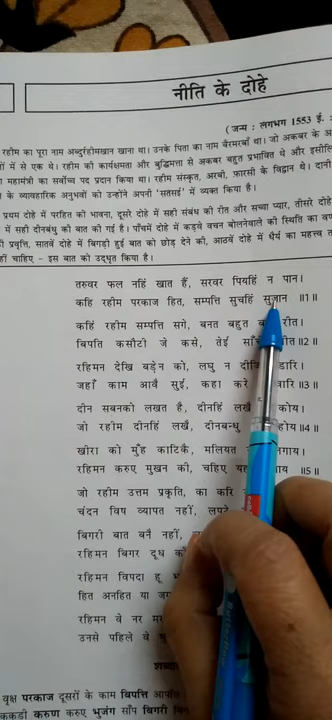 नीति के दोहे
( जन्म : लगभग 1553 ई.
रहीम का पूरा नाम अब्दुर्रहीमखान खाना था। उनके पिता का नाम बैरमखाँ था। जो अकबर के
में से एक थे। रहीम की कार्यक्षमता और बुद्धिमत्ता से अकबर बहुत प्रभावित थे और इसीलिए
महामंत्री का सर्वोच्च पद प्रदान किया था। रहीम संस्कृत, अरबी, फ़ारसी के विद्वान थे। दानी
के व्यावहारिक अनुभवों को उन्होंने अपनी 'सतसई' में व्यक्त किया है।
प्रथम दोहे में परहित की भावना, दूसरे दोहे में सही संबंध की रीत और सच्चा प्यार, तीसरे दोहे
में सही दीनबंधु की बात की गई है। पाँचवें दोहे में कड़वे वचन बोलनेवाले की स्थिति का
की प्रवृत्ति, सातवें दोहे में बिगड़ी हुई बात को छोड़ देने की, आठवें दोहे में धैर्य का महत्त्व
चाहिए - इस बात को उद्धृत किया है।
तरुवर फल नहिं खात हैं, सरवर पियहिं न पान।
कहि रहीम परकाज हित, सम्पति सुचहिं सुजान ॥1॥
कहि रहीम सम्पति सगे, बनत बहुत रीत।
बिपति कसौटी जे कसे, तेई ॥2॥
रहिमन देखि बड़ेन को, लघु न डारि।
जहाँ काम आवै सुई, कहा करे ॥3॥
दीन सबनको लखत है, दीनहिं कोय।
जो रहीम दीनहिं लखै, दीनबन्धु होय ॥4॥
खीरा को मुँह काटिकै, मलियत
रहिमन करुए मुखन की, चहिए ॥5॥
जो रहीम उत्तम प्रकृति, का करि
चंदन विष व्यापत नहीं,
बिगरी बात बनै नहीं,
रहिमन बिगर दूध
रहिमन विपदा हू
हित अनहित या
रहिमन वे नर
उनसे पहिले वे
वृक्ष परकाज दूसरों के काम बिपति
ककड़ी करुण करुए भुजंग साँप बिगरी